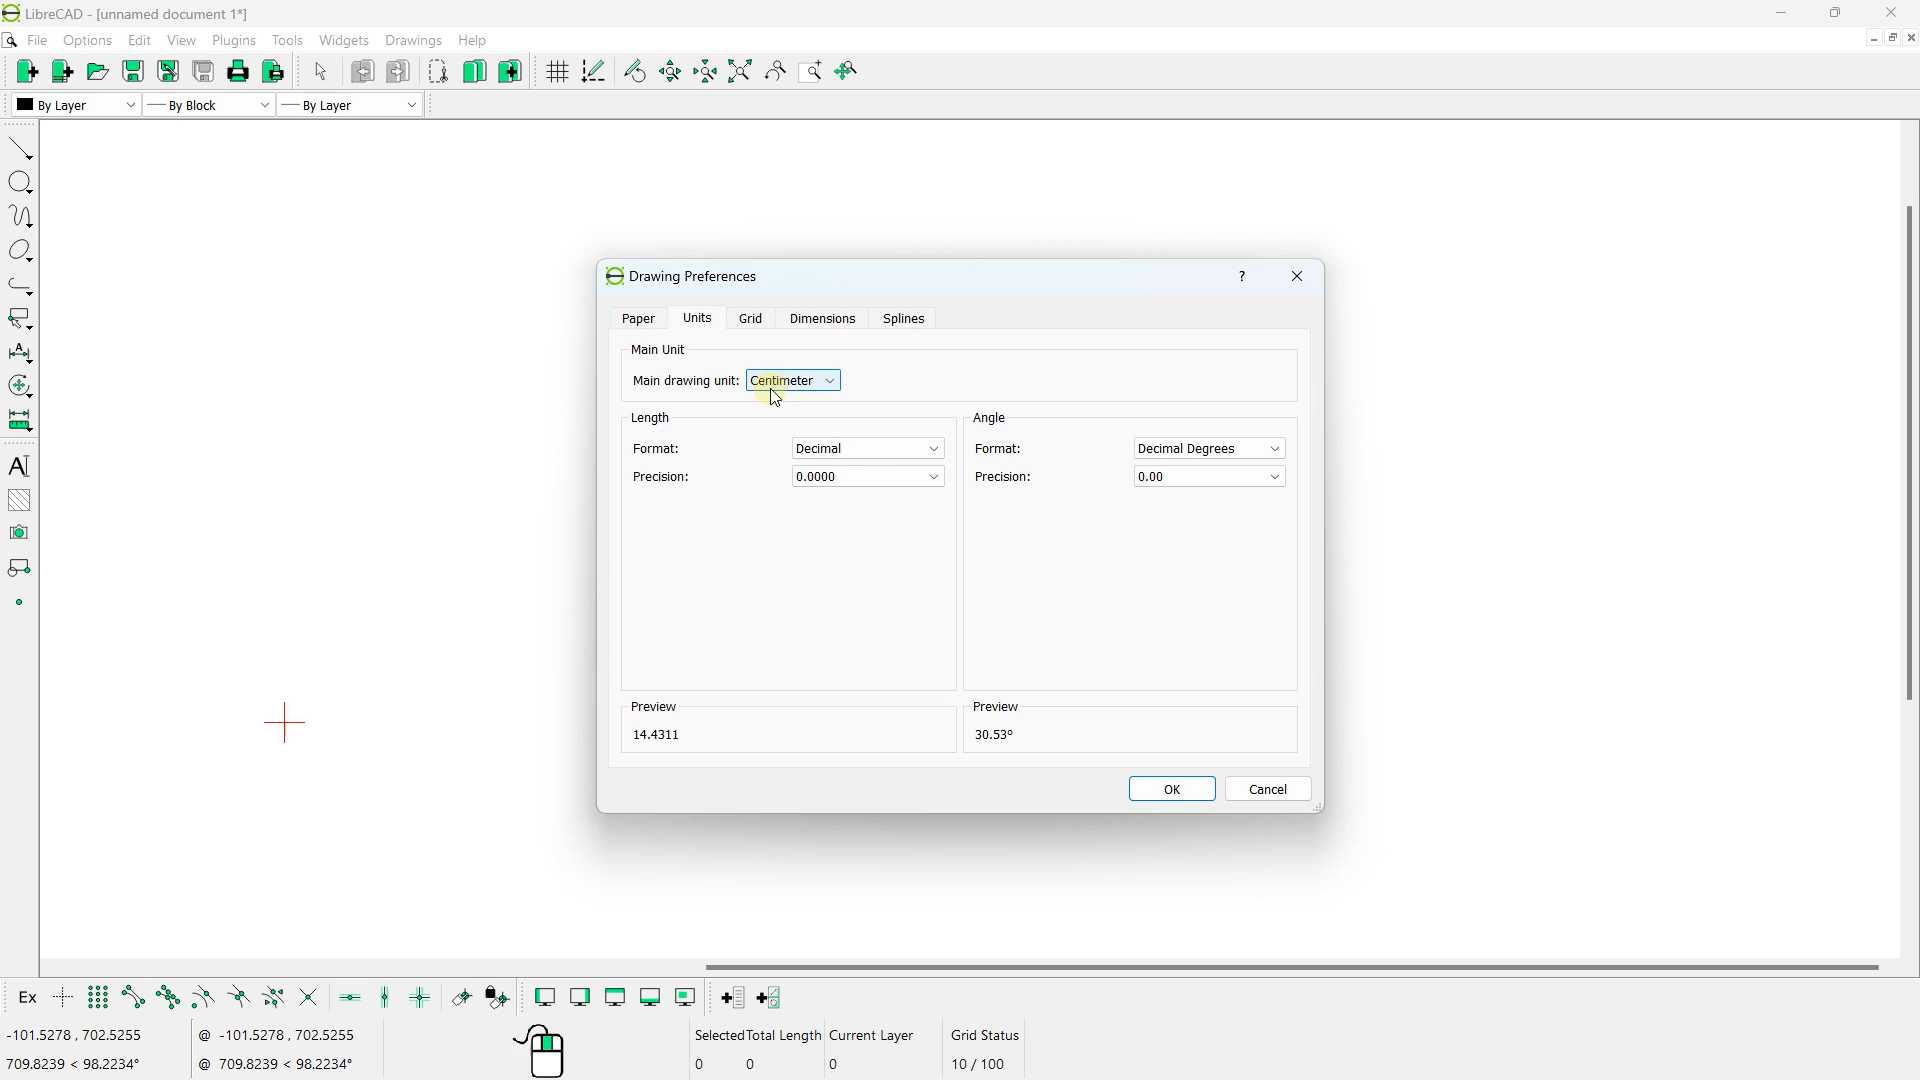 LibreCAD - [unnamed document 1*]
File Options Edit View Plugins Tools Widgets Drawings Help
By Layer By Block By Layer
Drawing Preferences
Paper Units Grid Dimensions Splines
Main Unit
Main drawing unit: Centimeter
Length Angle
Format: Decimal Format: Decimal Degrees
Precision: 0.0000 Precision: 0.00
Preview Preview
14.4311 30.53°
OK Cancel
A
Ex
-101.5278 , 702.5255 @ -101.5278 , 702.5255 Selected Total Length Current Layer Grid Status
709.8239 < 98.2234° @ 709.8239 < 98.2234° 0 0 0 10 / 100